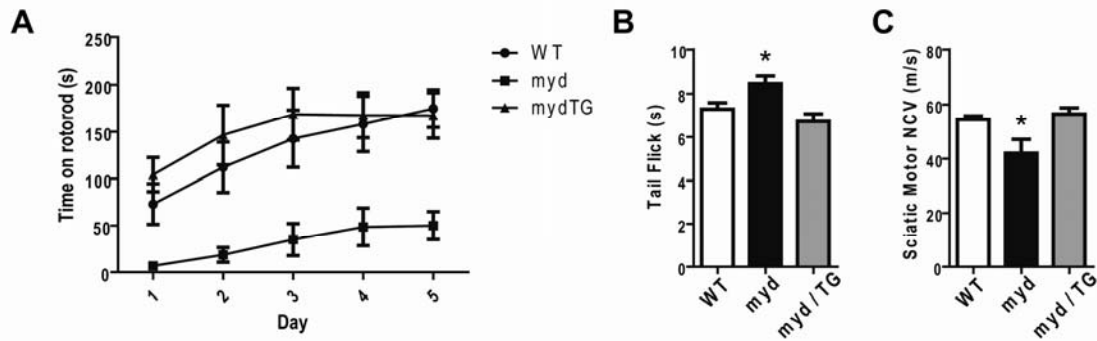 A
Time on rotorod (s)
250
200
150
100
50
0
1
2
3
4
5
Day
WT
myd
mydTG
B
Tail Flick (s)
10
8
6
4
2
0
*
WT
myd
myd / TG
C
Sciatic Motor NCV (m/s)
80
60
40
20
0
*
WT
myd
myd / TG